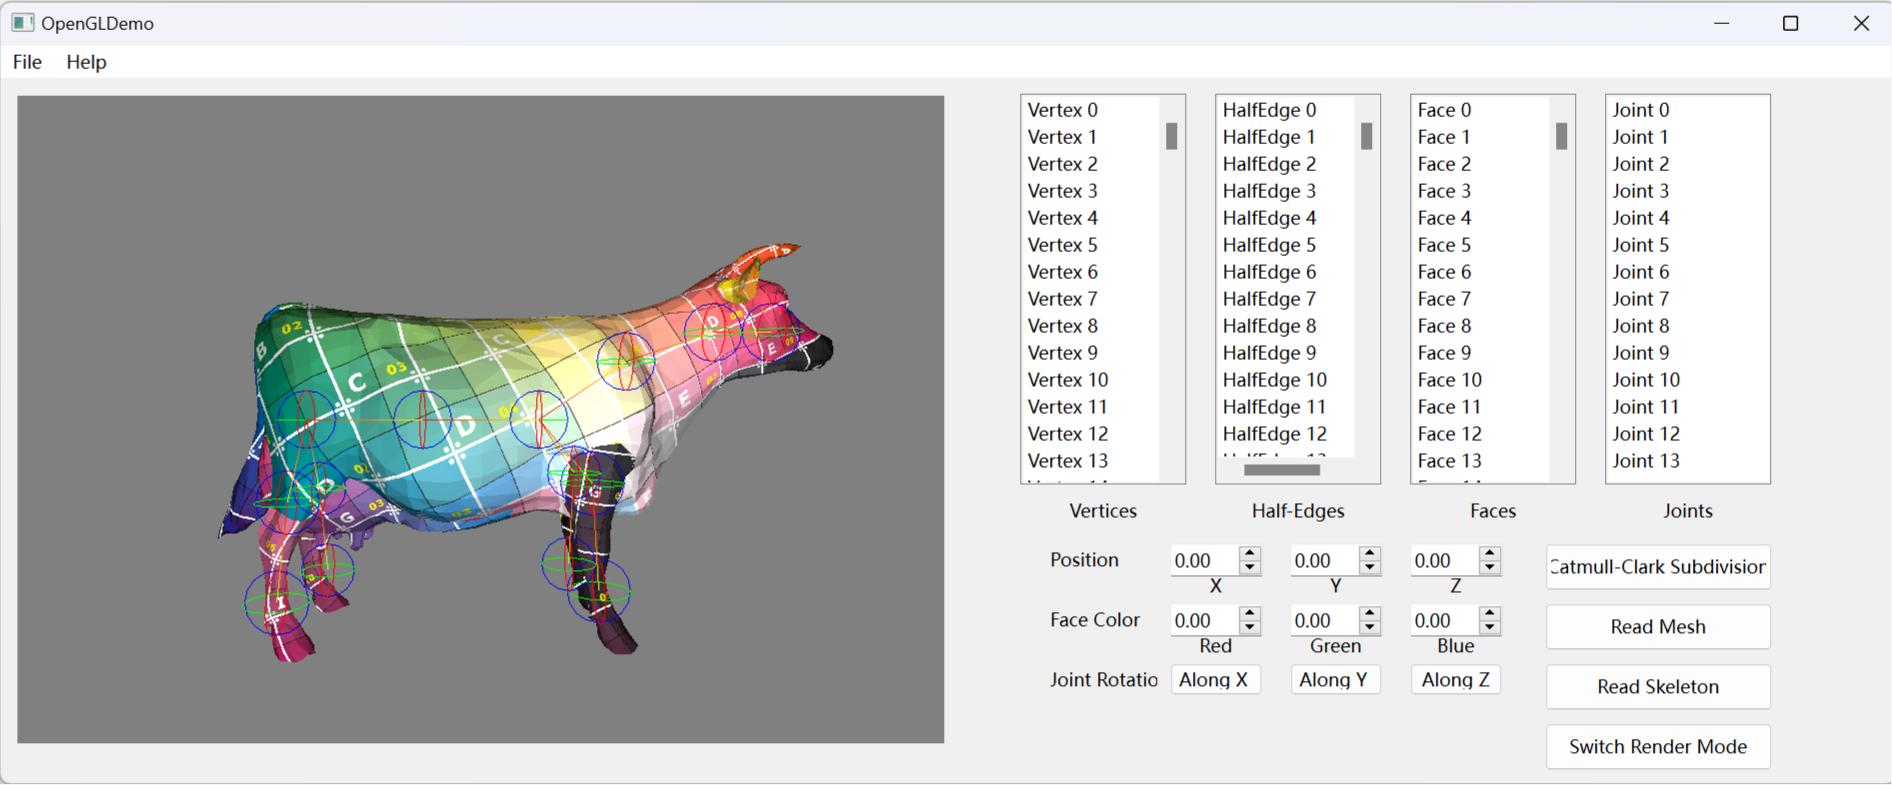 OpenGLDemo
File Help
Vertex 0
Vertex 1
Vertex 2
Vertex 3
Vertex 4
Vertex 5
Vertex 6
Vertex 7
Vertex 8
Vertex 9
Vertex 10
Vertex 11
Vertex 12
Vertex 13
Vertices
HalfEdge 0
HalfEdge 1
HalfEdge 2
HalfEdge 3
HalfEdge 4
HalfEdge 5
HalfEdge 6
HalfEdge 7
HalfEdge 8
HalfEdge 9
HalfEdge 10
HalfEdge 11
HalfEdge 12
Half-Edges
Face 0
Face 1
Face 2
Face 3
Face 4
Face 5
Face 6
Face 7
Face 8
Face 9
Face 10
Face 11
Face 12
Face 13
Faces
Joint 0
Joint 1
Joint 2
Joint 3
Joint 4
Joint 5
Joint 6
Joint 7
Joint 8
Joint 9
Joint 10
Joint 11
Joint 12
Joint 13
Joints
Position 0.00 0.00 0.00
X Y Z
Face Color 0.00 0.00 0.00
Red Green Blue
Joint Rotatio Along X Along Y Along Z
Catmull-Clark Subdivision
Read Mesh
Read Skeleton
Switch Render Mode
02
B
C
03
C
D
D
E
E
G
G
03
I